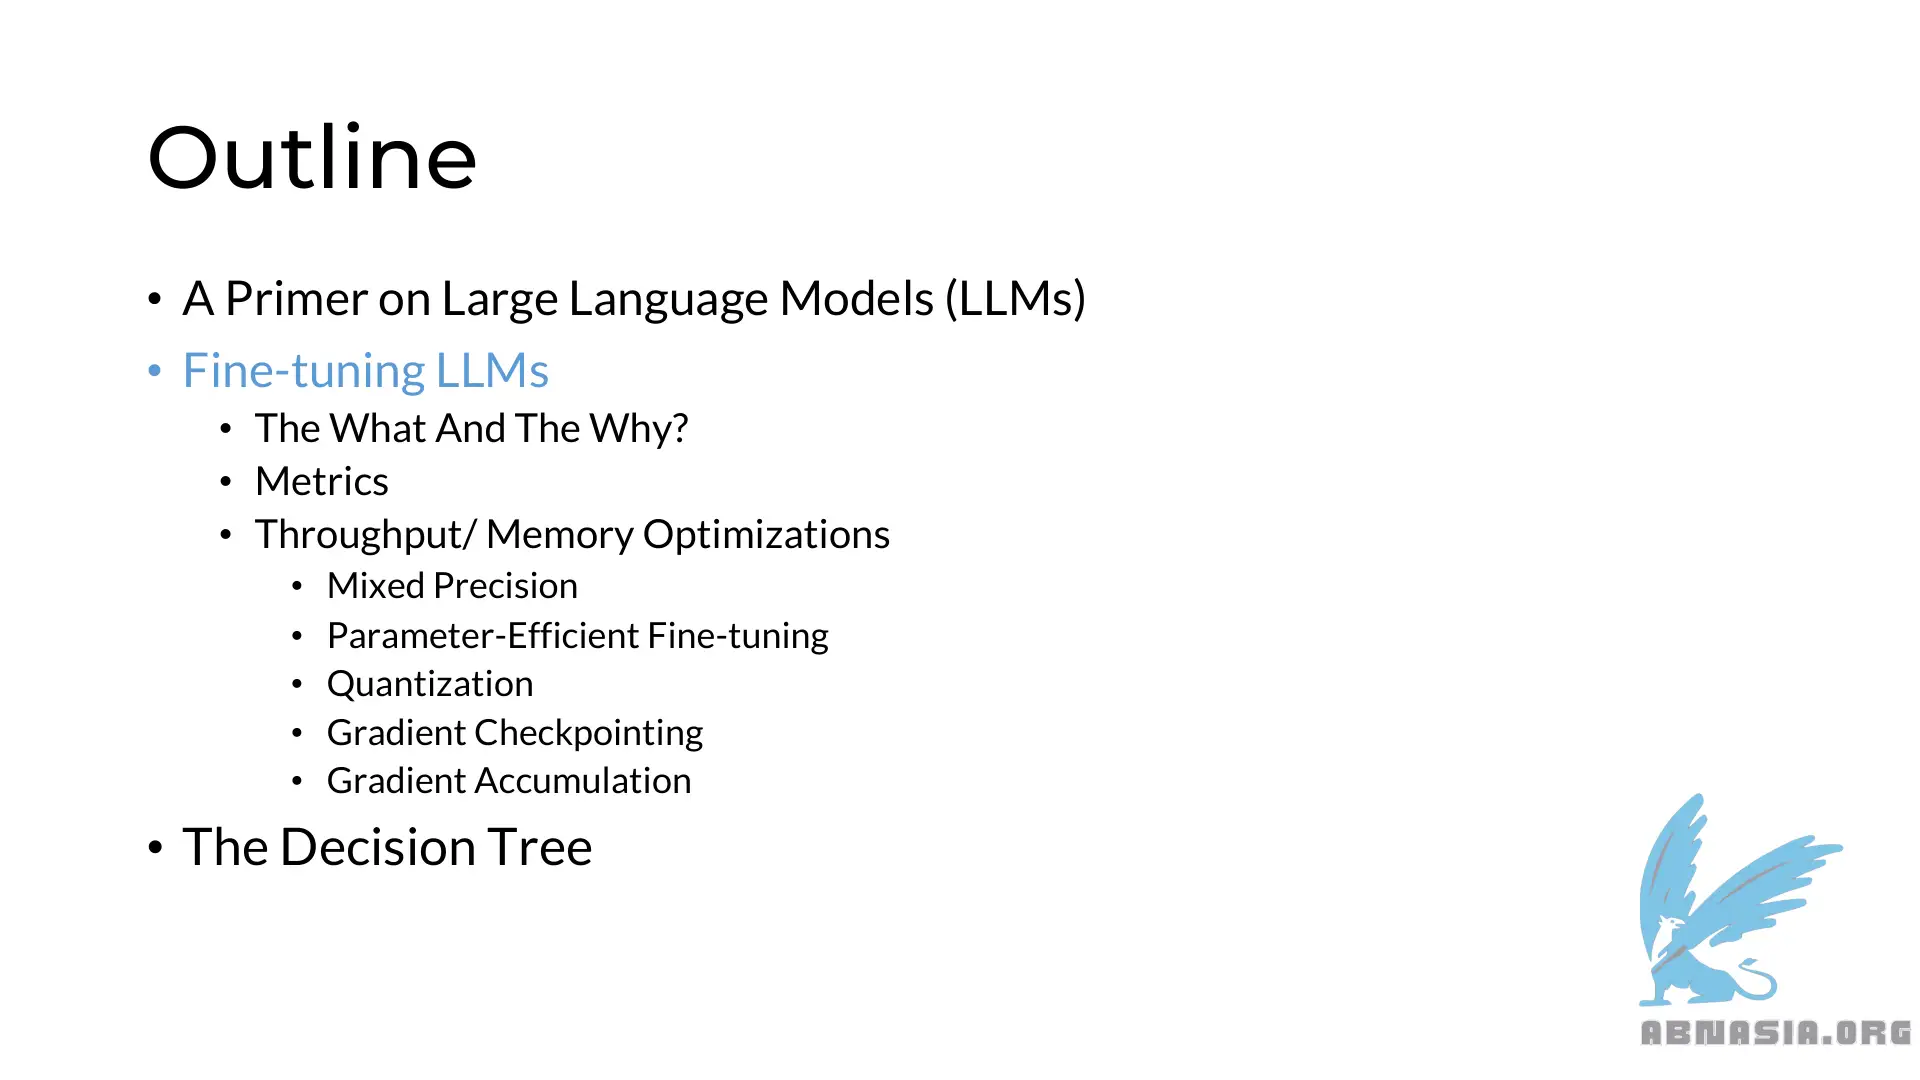 Outline
• A Primer on Large Language Models (LLMs)
• Fine-tuning LLMs
• The What And The Why?
• Metrics
• Throughput/ Memory Optimizations
• Mixed Precision
• Parameter-Efficient Fine-tuning
• Quantization
• Gradient Checkpointing
• Gradient Accumulation
• The Decision Tree
ABNASIA.ORG